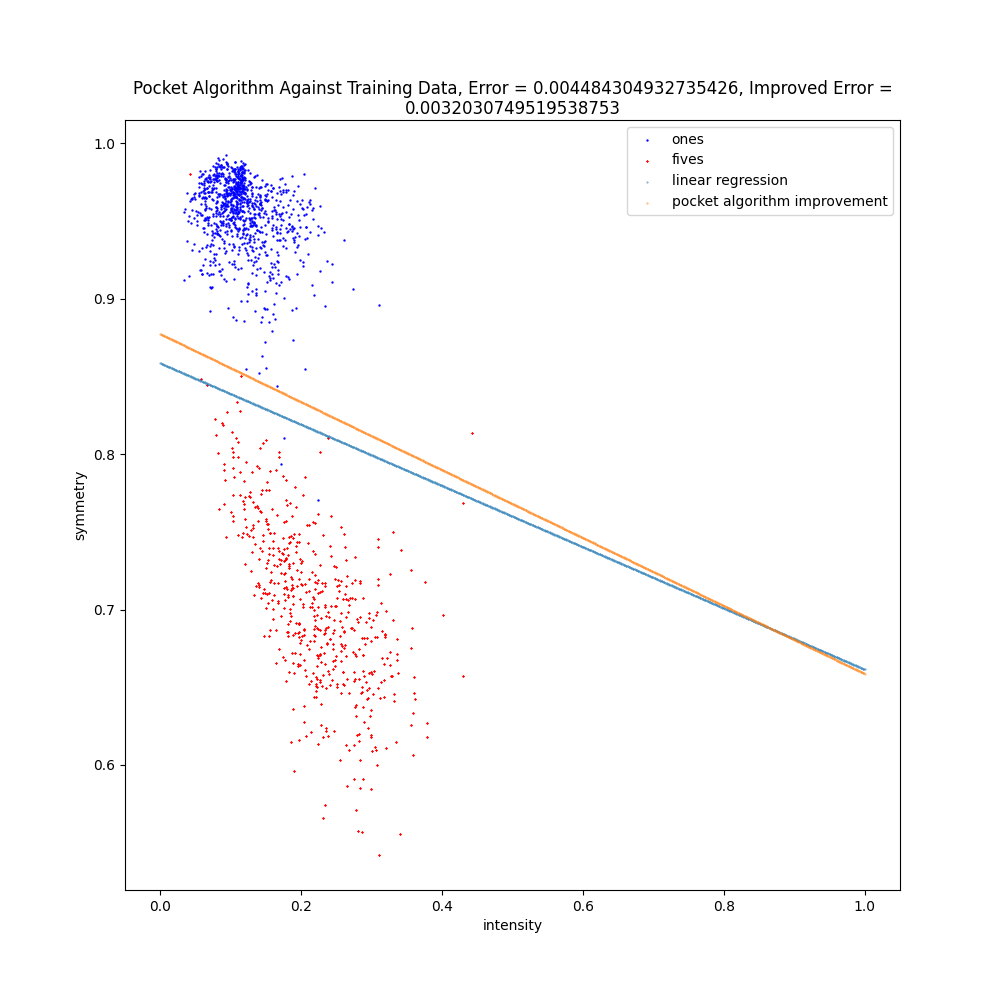 Pocket Algorithm Against Training Data, Error = 0.004484304932735426, Improved Error =
0.0032030749519538753
ones
fives
linear regression
pocket algorithm improvement
1.0
0.9
0.8
0.7
0.6
symmetry
0.0
0.2
0.4
0.6
0.8
1.0
intensity